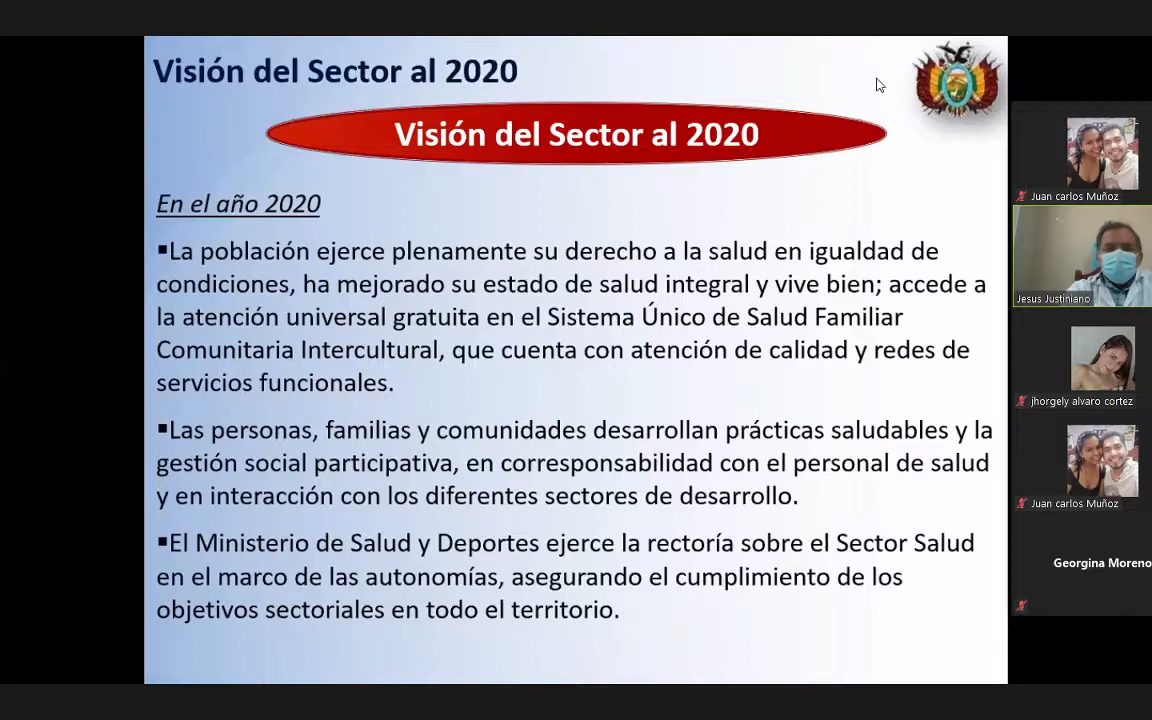 Visión del Sector al 2020
Visión del Sector al 2020
En el año 2020
▪La población ejerce plenamente su derecho a la salud en igualdad de
condiciones, ha mejorado su estado de salud integral y vive bien; accede a
la atención universal gratuita en el Sistema Único de Salud Familiar
Comunitaria Intercultural, que cuenta con atención de calidad y redes de
servicios funcionales.
▪Las personas, familias y comunidades desarrollan prácticas saludables y la
gestión social participativa, en corresponsabilidad con el personal de salud
y en interacción con los diferentes sectores de desarrollo.
▪El Ministerio de Salud y Deportes ejerce la rectoría sobre el Sector Salud
en el marco de las autonomías, asegurando el cumplimiento de los
objetivos sectoriales en todo el territorio.
Juan carlos Muñoz
Jesus Justiniano
jhorgely alvaro cortez
Juan carlos Muñoz
Georgina Moreno